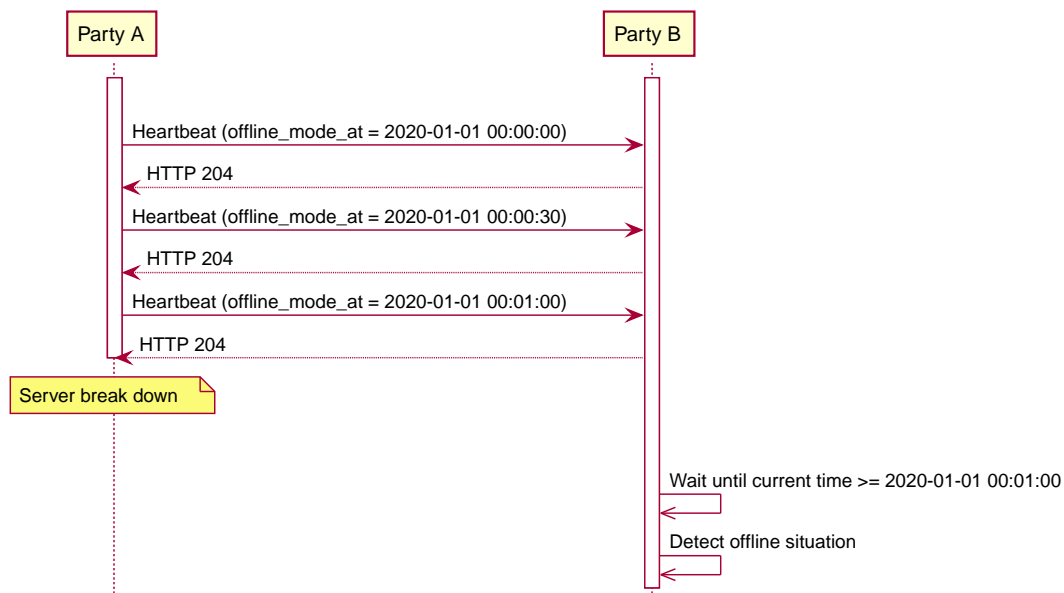 Party A
Party B
Heartbeat (offline_mode_at = 2020-01-01 00:00:00)
HTTP 204
Heartbeat (offline_mode_at = 2020-01-01 00:00:30)
HTTP 204
Heartbeat (offline_mode_at = 2020-01-01 00:01:00)
HTTP 204
Server break down
Wait until current time >= 2020-01-01 00:01:00
Detect offline situation